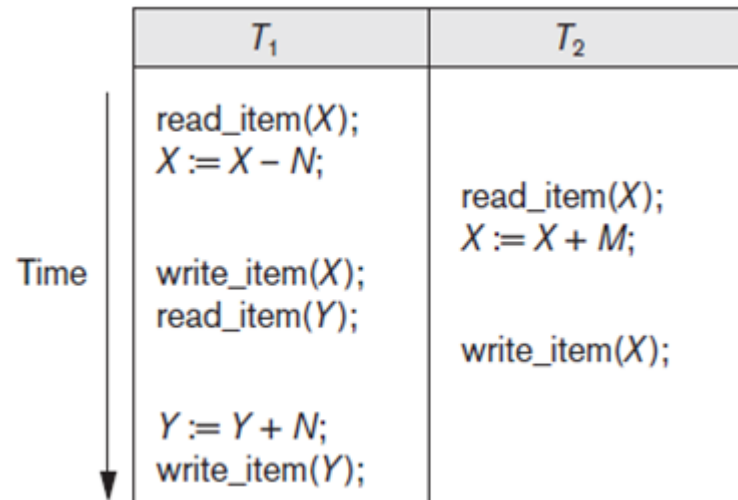 T₁ T₂
read_item(X);
X := X – N;
read_item(X);
X := X + M;
Time
write_item(X);
read_item(Y);
write_item(X);
Y := Y + N;
write_item(Y);